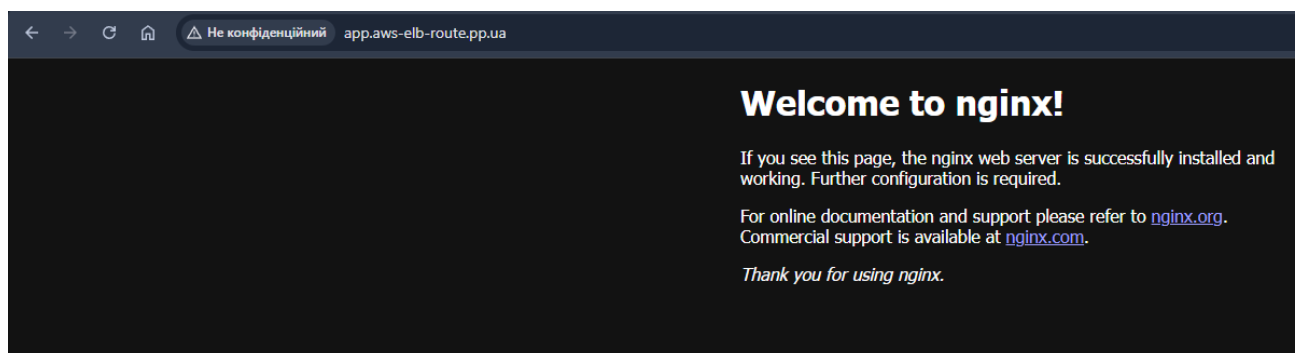 Не конфіденційний app.aws-elb-route.pp.ua
Welcome to nginx!
If you see this page, the nginx web server is successfully installed and
working. Further configuration is required.
For online documentation and support please refer to nginx.org.
Commercial support is available at nginx.com.
Thank you for using nginx.